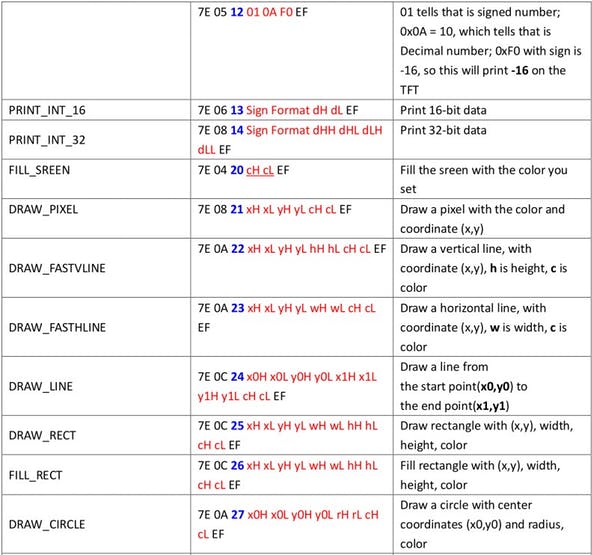 7E 05 12 01 0A F0 EF
01 tells that is signed number;
0x0A = 10, which tells that is
Decimal number; 0xF0 with sign is
-16, so this will print -16 on the
TFT
PRINT_INT_16
7E 06 13 Sign Format dH dL EF
Print 16-bit data
PRINT_INT_32
7E 08 14 Sign Format dHH dHL dLH
dLL EF
Print 32-bit data
FILL_SREEN
7E 04 20 cH cL EF
Fill the sreen with the color you
set
DRAW_PIXEL
7E 08 21 xH xL yH yL cH cL EF
Draw a pixel with the color and
coordinate (x,y)
DRAW_FASTVLINE
7E 0A 22 xH xL yH yL hH hL cH cL EF
Draw a vertical line, with
coordinate (x,y), h is height, c is
color
DRAW_FASTHLINE
7E 0A 23 xH xL yH yL wH wL cH cL
EF
Draw a horizontal line, with
coordinate (x,y), w is width, c is
color
DRAW_LINE
7E 0C 24 x0H x0L y0H y0L x1H x1L
y1H y1L cH cL EF
Draw a line from
the start point(x0,y0) to
the end point(x1,y1)
DRAW_RECT
7E 0C 25 xH xL yH yL wH wL hH hL
cH cL EF
Draw rectangle with (x,y), width,
height, color
FILL_RECT
7E 0C 26 xH xL yH yL wH wL hH hL
cH cL EF
Fill rectangle with (x,y), width,
height, color
DRAW_CIRCLE
7E 0A 27 x0H x0L y0H y0L rH rL cH
cL EF
Draw a circle with center
coordinates (x0,y0) and radius,
color